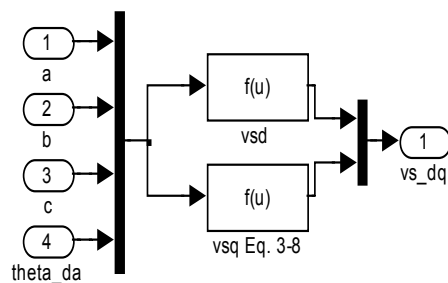 1
a
2
b
3
c
4
theta_da
f(u)
vsd
f(u)
vsq Eq. 3-8
1
vs_dq